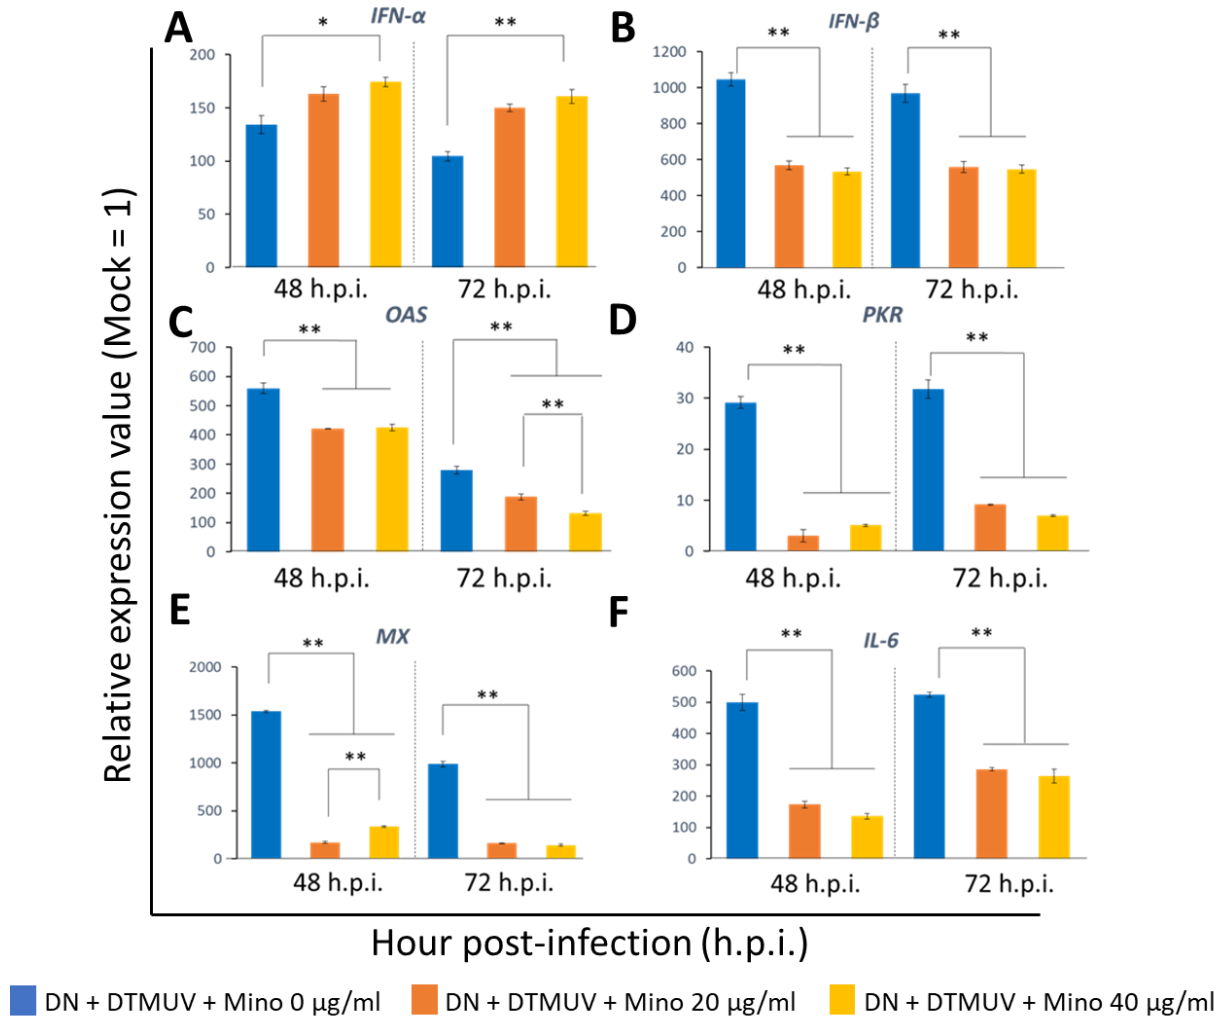 A
IFN-α
*
**
200
150
100
50
0
48 h.p.i.
72 h.p.i.
B
IFN-β
**
**
1200
1000
800
600
400
200
0
48 h.p.i.
72 h.p.i.
C
OAS
**
**
**
700
600
500
400
300
200
100
0
48 h.p.i.
72 h.p.i.
D
PKR
**
**
40
30
20
10
0
48 h.p.i.
72 h.p.i.
E
MX
**
**
**
2000
1500
1000
500
0
48 h.p.i.
72 h.p.i.
F
IL-6
**
**
600
500
400
300
200
100
0
48 h.p.i.
72 h.p.i.
Relative expression value (Mock = 1)
Hour post-infection (h.p.i.)
DN + DTMUV + Mino 0 µg/ml
DN + DTMUV + Mino 20 µg/ml
DN + DTMUV + Mino 40 µg/ml